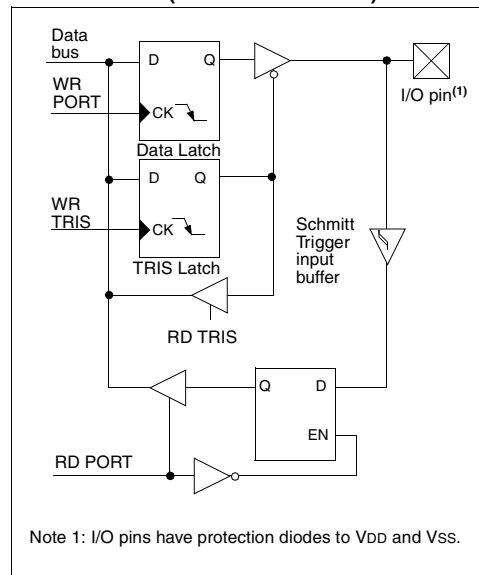 Data
bus
D Q
WR
PORT
CK
I/O pin(1)
Data Latch
D Q
WR
TRIS
CK
TRIS Latch
Schmitt
Trigger
input
buffer
RD TRIS
Q D
EN
RD PORT
Note 1: I/O pins have protection diodes to VDD and VSS.